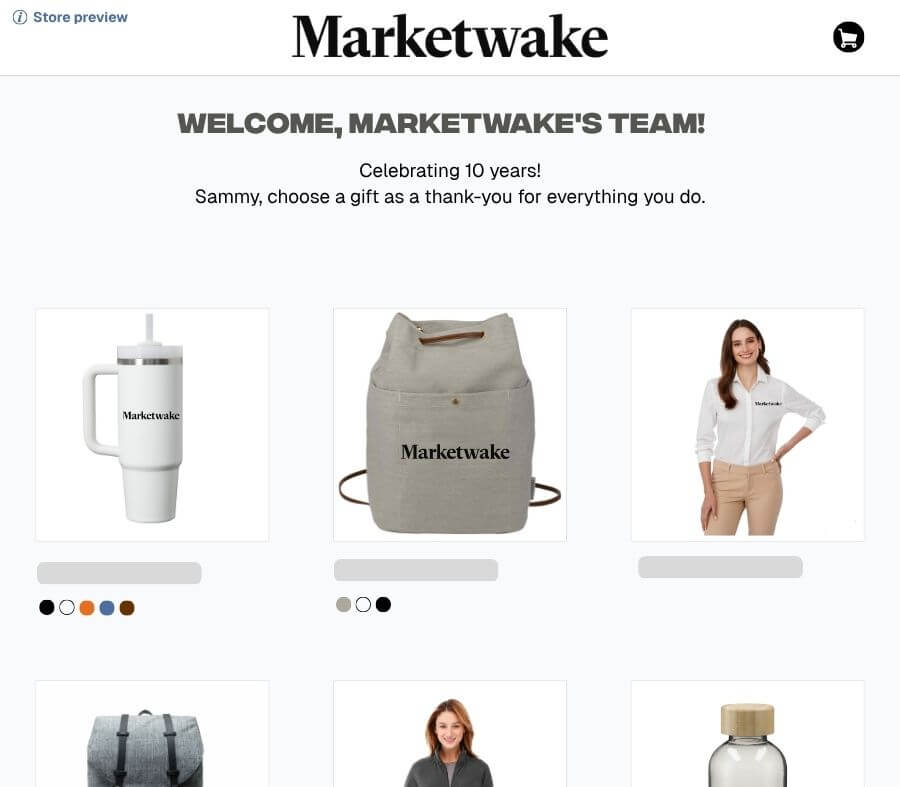 Store preview
Marketwake
WELCOME, MARKETWAKE'S TEAM!
Celebrating 10 years!
Sammy, choose a gift as a thank-you for everything you do.
Marketwake
Marketwake
Marketwake